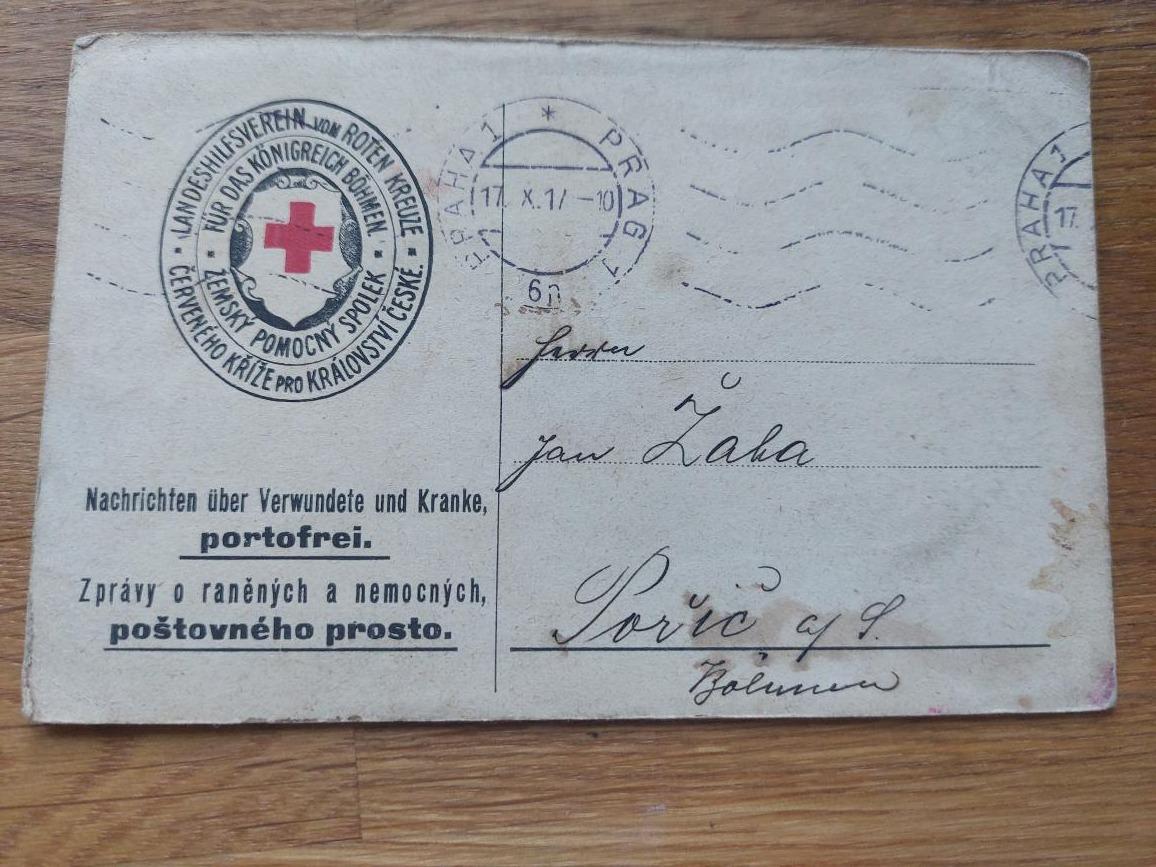 LANDESHILFSVEREIN VOM ROTEN KREUZE
FÜR DAS KÖNIGREICH BÖHMEN
ZEMSKÝ POMOCNÝ SPOLEK
ČERVENÉHO KŘÍŽE PRO KRÁLOVSTVÍ ČESKÉ.
PRAHA 1 * PRAG 1
17. X. 17 -10
6n
PRAHA 1
17.
Nachrichten über Verwundete und Kranke,
portofrei.
Zprávy o raněných a nemocných,
poštovného prosto.
Herrn
Jan Žaba
Pořič a/ S.
Böhmen